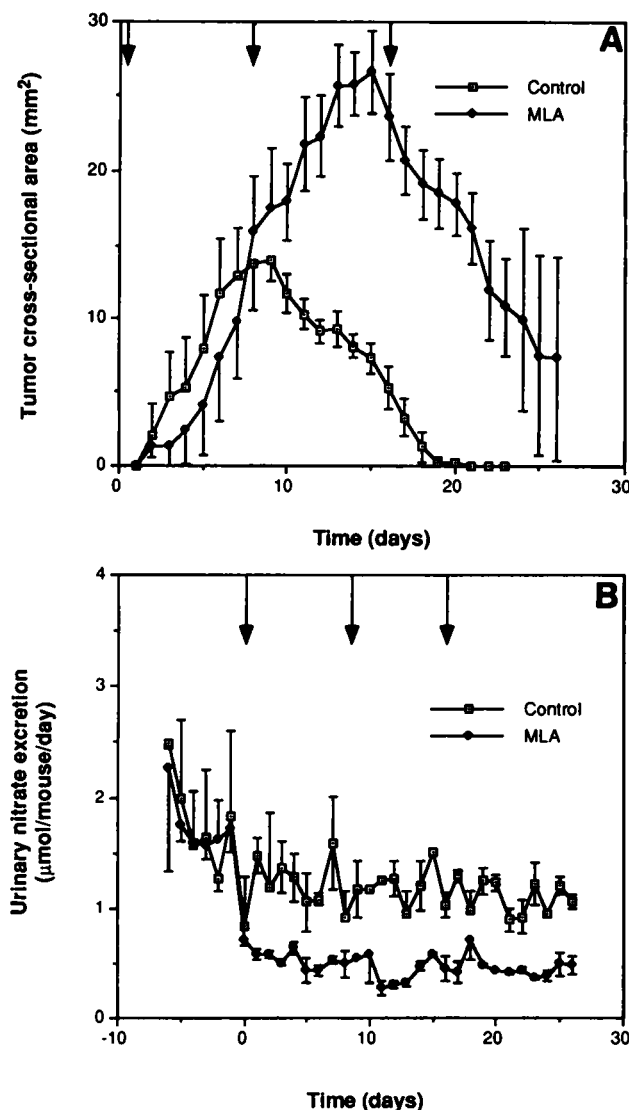 A
Control
MLA
Tumor cross-sectional area (mm²)
30
20
10
0
0
10
20
30
Time (days)
B
Control
MLA
Urinary nitrate excretion
(µmol/mouse/day)
4
3
2
1
0
-10
0
10
20
30
Time (days)